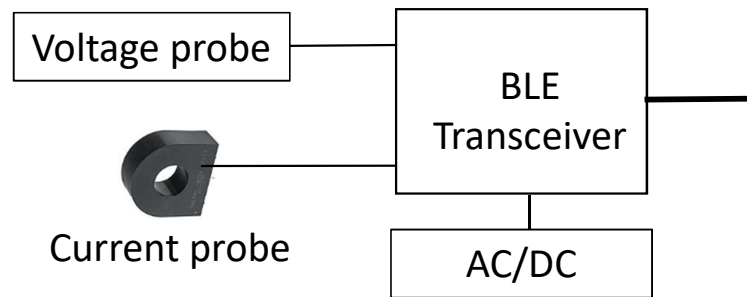 Voltage probe
BLE
Transceiver
Current probe
AC/DC